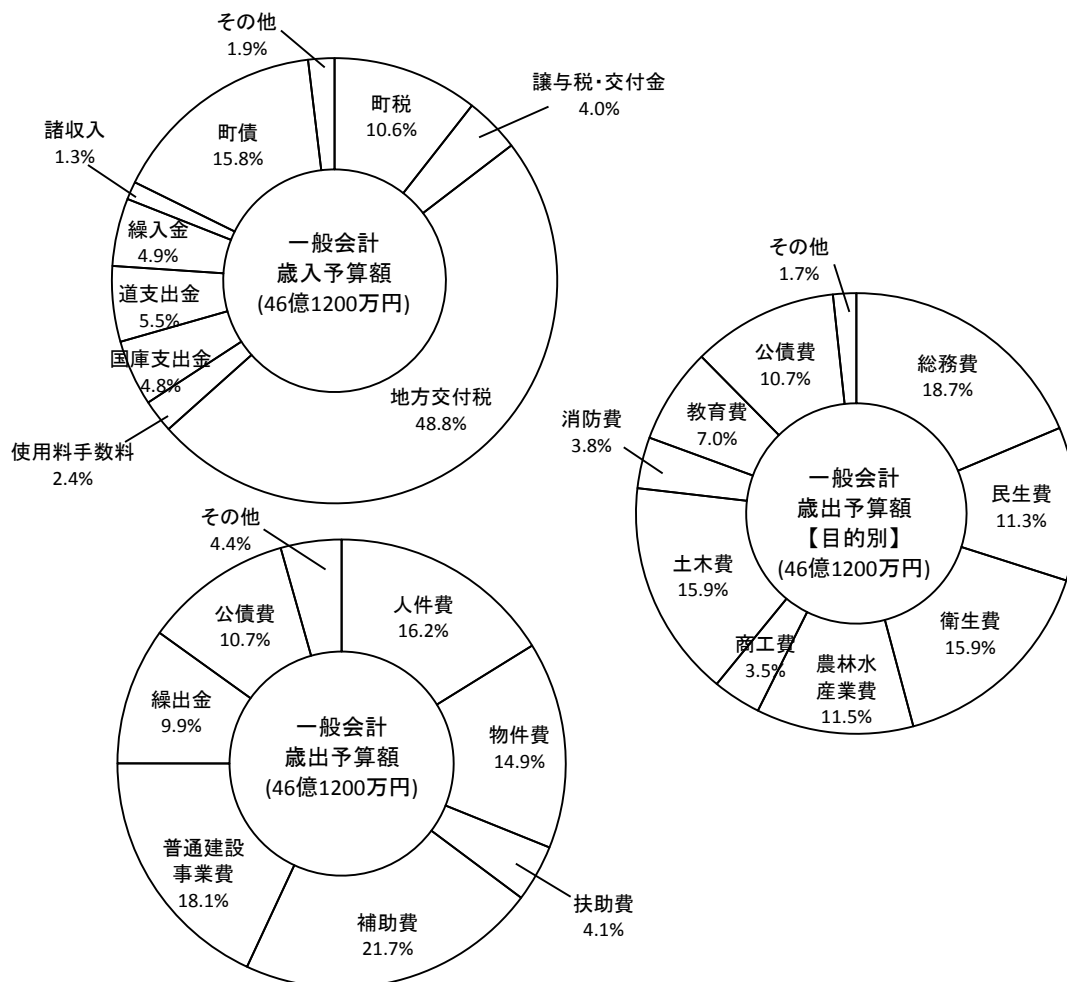 その他
1.9%
町税
10.6%
譲与税・交付金
4.0%
地方交付税
48.8%
使用料手数料
2.4%
国庫支出金
4.8%
道支出金
5.5%
繰入金
4.9%
諸収入
1.3%
町債
15.8%
一般会計
歳入予算額
(46億1200万円)
その他
1.7%
総務費
18.7%
民生費
11.3%
衛生費
15.9%
農林水
産業費
11.5%
商工費
3.5%
土木費
15.9%
消防費
3.8%
教育費
7.0%
公債費
10.7%
一般会計
歳出予算額
【目的別】
(46億1200万円)
その他
4.4%
人件費
16.2%
物件費
14.9%
扶助費
4.1%
補助費
21.7%
普通建設
事業費
18.1%
繰出金
9.9%
公債費
10.7%
一般会計
歳出予算額
(46億1200万円)